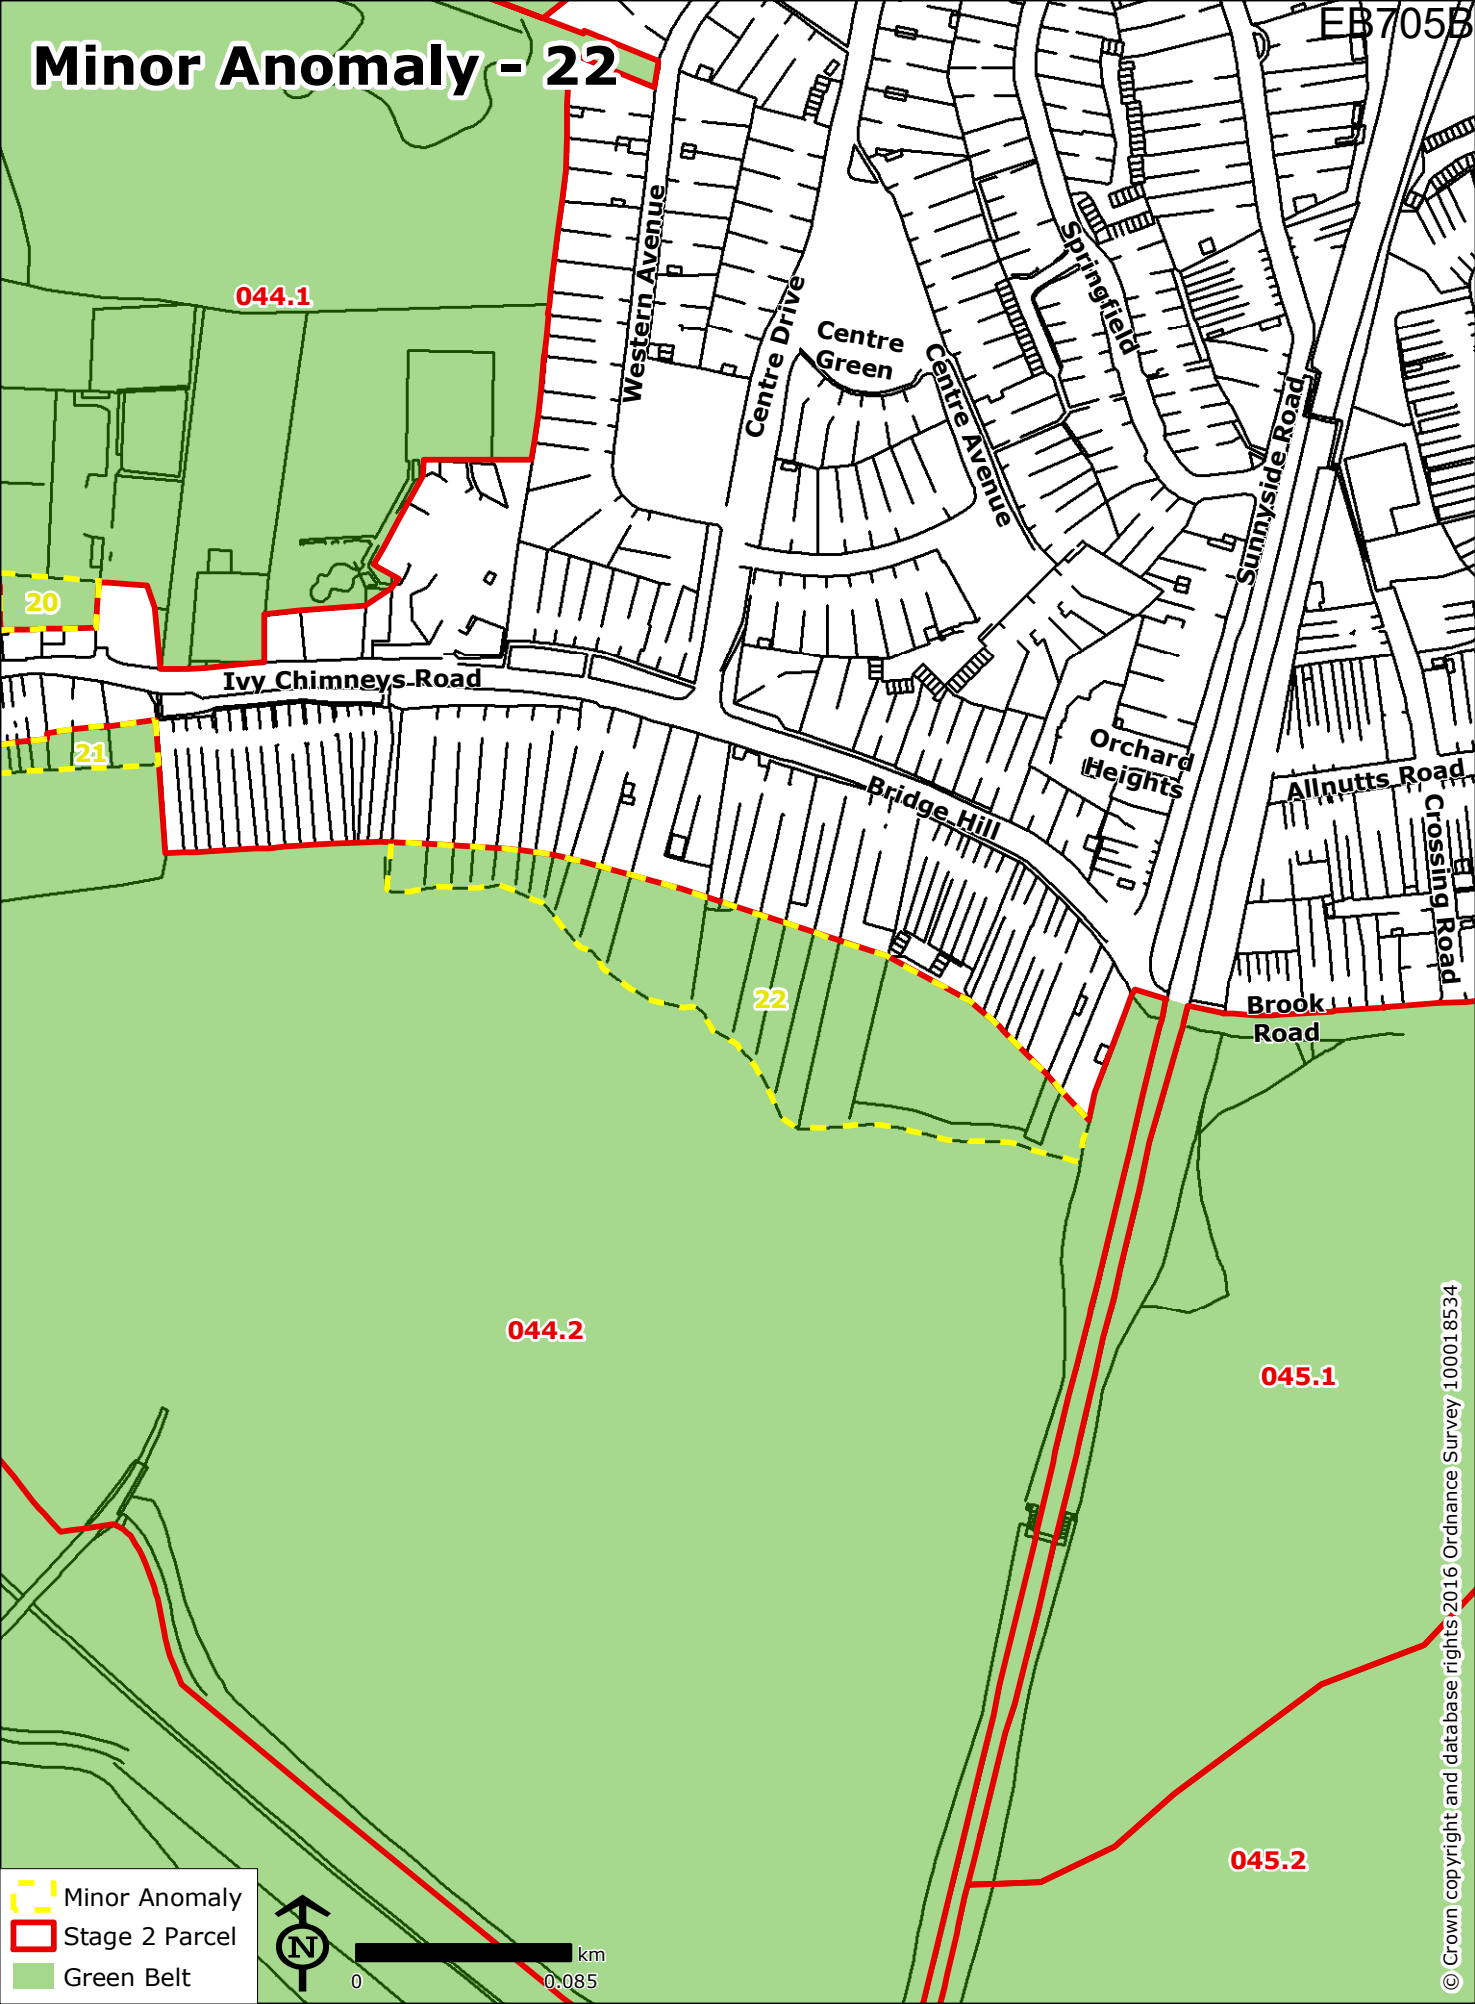 EB705B
Minor Anomaly - 22
Western Avenue
Centre Drive
Centre
Green
Centre Avenue
Springfield
Sunnyside Road
044.1
20
Ivy Chimneys Road
21
Orchard
Heights
Allnutts Road
Bridge Hill
Crossing Road
22
Brook
Road
044.2
045.1
045.2
Minor Anomaly
Stage 2 Parcel
Green Belt
N
km
0
0.085
© Crown copyright and database rights 2016 Ordnance Survey 100018534